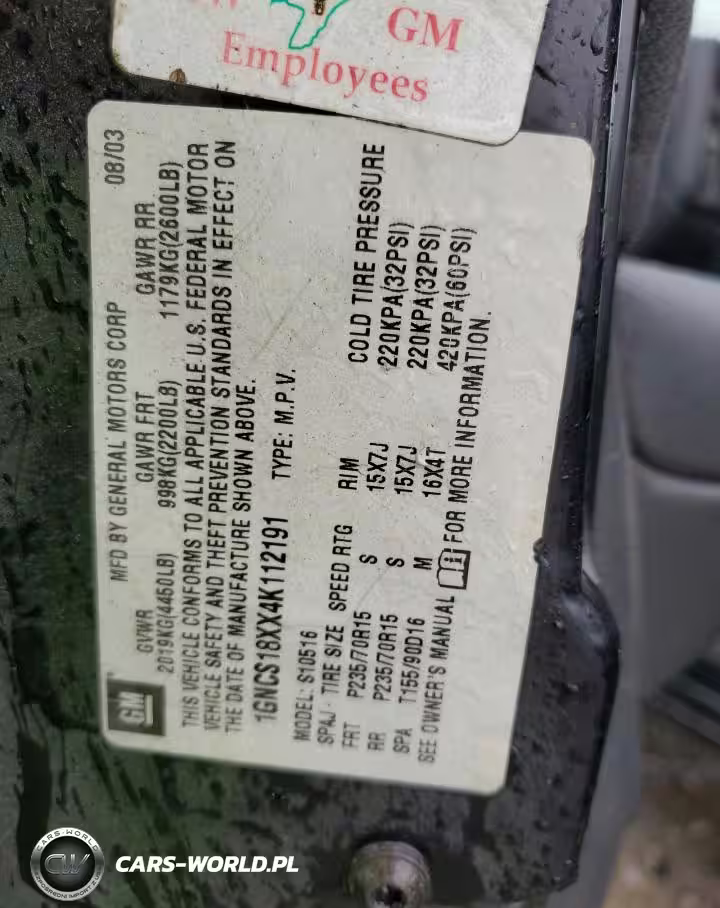 GM
Employees
MFD BY GENERAL MOTORS CORP 08/03
GVWR GAWR FRT GAWR RR
2019KG(4450LB) 998KG(2200LB) 1179KG(2600LB)
THIS VEHICLE CONFORMS TO ALL APPLICABLE U.S. FEDERAL MOTOR
VEHICLE SAFETY AND THEFT PREVENTION STANDARDS IN EFFECT ON
THE DATE OF MANUFACTURE SHOWN ABOVE.
1GNCS18XX4K112191 TYPE: M.P.V.
MODEL: S10516
SPAJ TIRE SIZE SPEED RTG RIM COLD TIRE PRESSURE
FRT P235/70R15 S 15X7J 220KPA(32PSI)
RR P235/70R15 S 15X7J 220KPA(32PSI)
SPA T155/90D16 M 16X4T 420KPA(60PSI)
SEE OWNER'S MANUAL FOR MORE INFORMATION.
GM
CARS-WORLD
CW
CARS-WORLD.PL